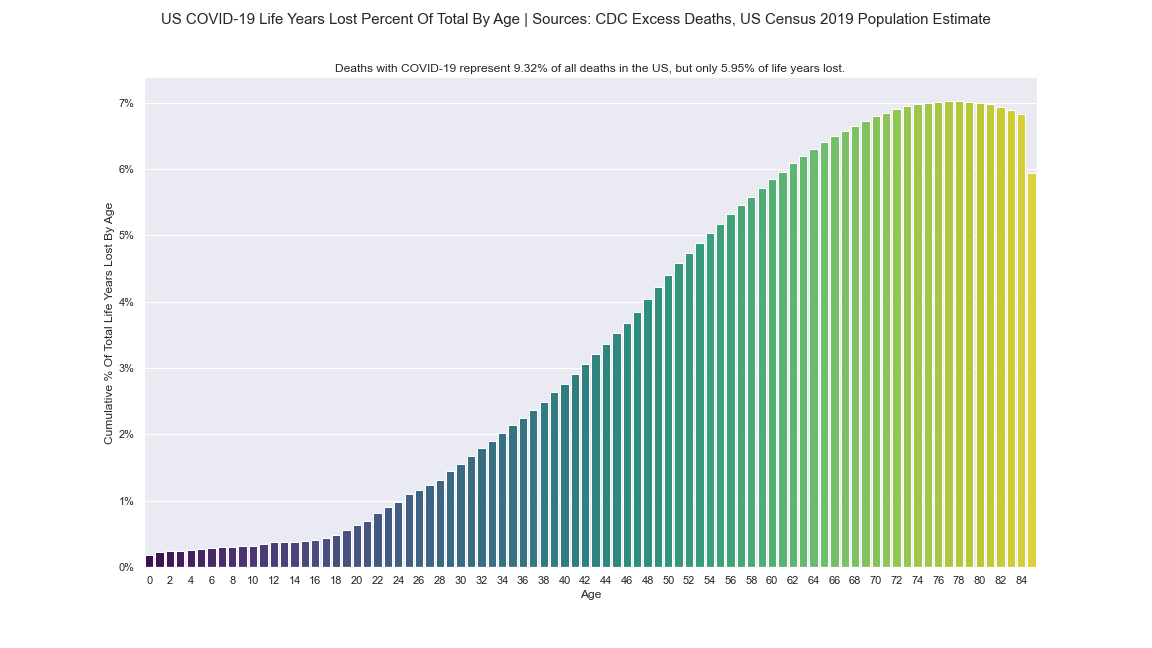 US COVID-19 Life Years Lost Percent Of Total By Age | Sources: CDC Excess Deaths, US Census 2019 Population Estimate
Deaths with COVID-19 represent 9.32% of all deaths in the US, but only 5.95% of life years lost.
Cumulative % Of Total Life Years Lost By Age
7%
6%
5%
4%
3%
2%
1%
0%
0 2 4 6 8 10 12 14 16 18 20 22 24 26 28 30 32 34 36 38 40 42 44 46 48 50 52 54 56 58 60 62 64 66 68 70 72 74 76 78 80 82 84
Age